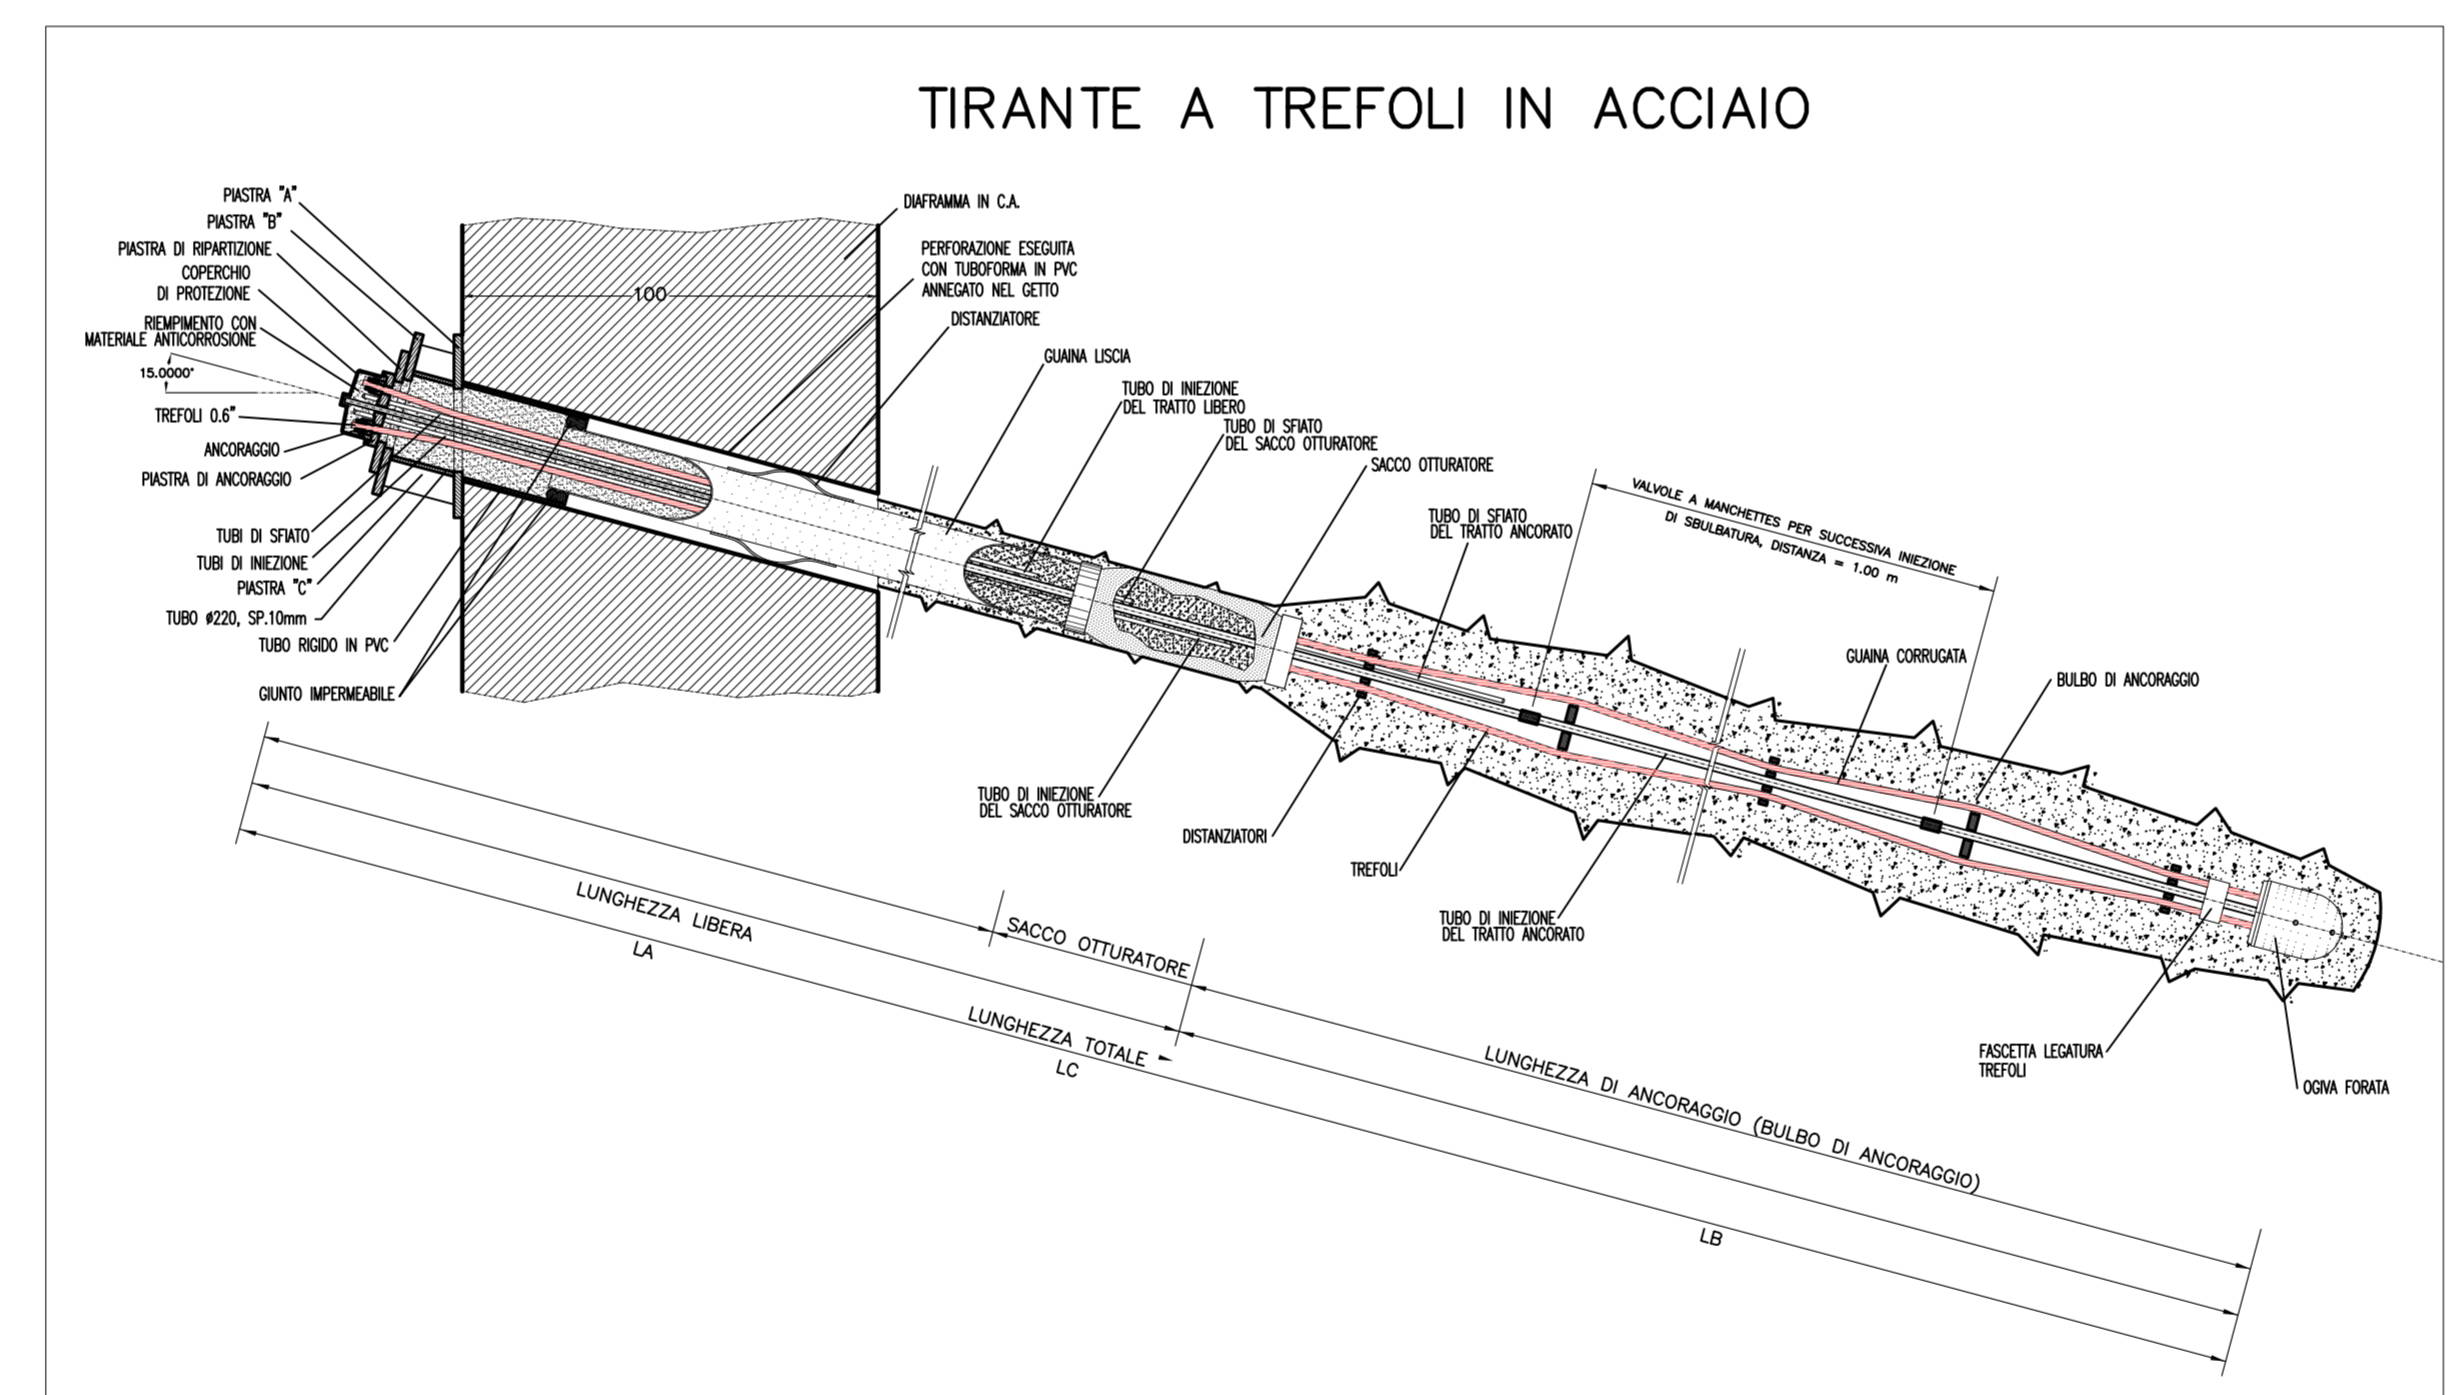 TIRANTE A TREFOLI IN ACCIAIO
PIASTRA "A"
PIASTRA "B"
PIASTRA DI RIPARTIZIONE
COPERCHIO
DI PROTEZIONE
RIEMPIMENTO CON
MATERIALE ANTICORROSIONE
15.0000°
TREFOLI 0.6"
ANCORAGGIO
PIASTRA DI ANCORAGGIO
TUBI DI SFIATO
TUBI DI INIEZIONE
PIASTRA "C"
TUBO ø220, SP.10mm
TUBO RIGIDO IN PVC
GIUNTO IMPERMEABILE
100
DIAFRAMMA IN C.A.
PERFORAZIONE ESEGUITA
CON TUBOFORMA IN PVC
ANNEGATO NEL GETTO
DISTANZIATORE
GUAINA LISCIA
TUBO DI INIEZIONE
DEL TRATTO LIBERO
TUBO DI SFIATO
DEL SACCO OTTURATORE
SACCO OTTURATORE
TUBO DI SFIATO
DEL TRATTO ANCORATO
VALVOLE A MANCHETTES PER SUCCESSIVA INIEZIONE
DI SBULBATURA, DISTANZA = 1.00 m
GUAINA CORRUGATA
BULBO DI ANCORAGGIO
TUBO DI INIEZIONE
DEL SACCO OTTURATORE
DISTANZIATORI
TREFOLI
TUBO DI INIEZIONE
DEL TRATTO ANCORATO
FASCETTA LEGATURA
TREFOLI
OGIVA FORATA
LUNGHEZZA LIBERA
LA
SACCO OTTURATORE
LUNGHEZZA TOTALE
LC
LUNGHEZZA DI ANCORAGGIO (BULBO DI ANCORAGGIO)
LB